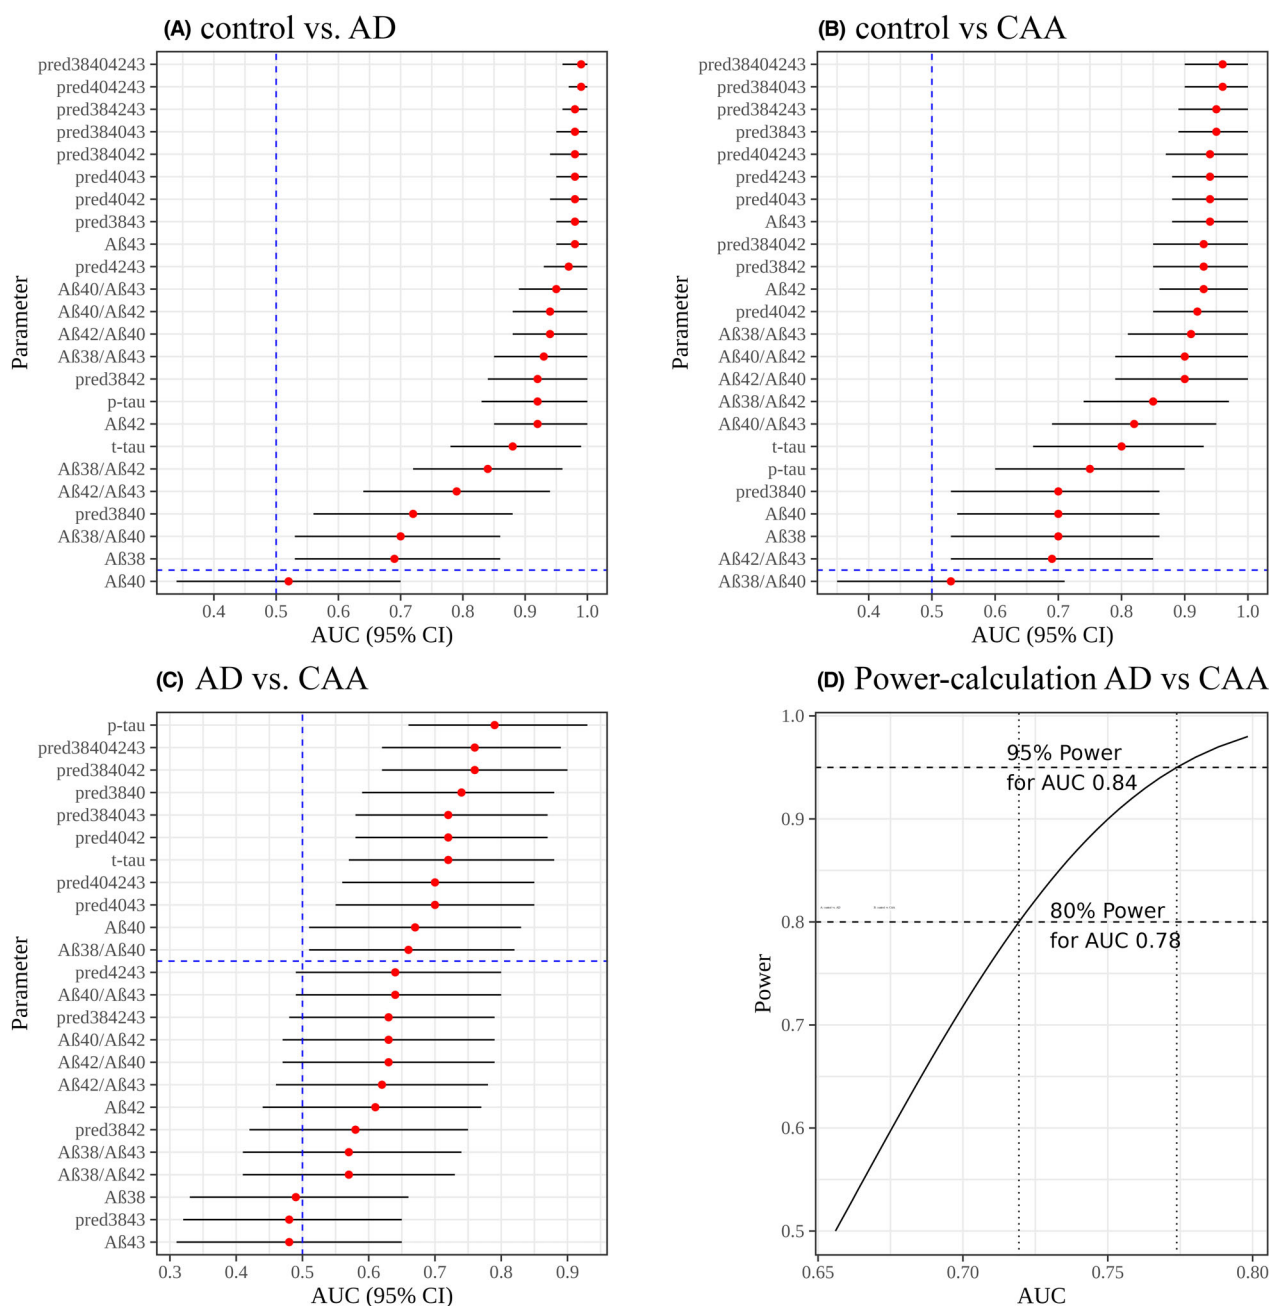 (A) control vs. AD
Parameter
pred38404243
pred404243
pred384243
pred384043
pred384042
pred4043
pred4042
pred3843
Aß43
pred4243
Aß40/Aß43
Aß40/Aß42
Aß42/Aß40
Aß38/Aß43
pred3842
p-tau
Aß42
t-tau
Aß38/Aß42
Aß42/Aß43
pred3840
Aß38/Aß40
Aß38
Aß40
0.4 0.5 0.6 0.7 0.8 0.9 1.0
AUC (95% CI)
(B) control vs CAA
Parameter
pred38404243
pred384043
pred384243
pred3843
pred404243
pred4243
pred4043
Aß43
pred384042
pred3842
Aß42
pred4042
Aß38/Aß43
Aß40/Aß42
Aß42/Aß40
Aß38/Aß42
Aß40/Aß43
t-tau
p-tau
pred3840
Aß40
Aß38
Aß42/Aß43
Aß38/Aß40
0.4 0.5 0.6 0.7 0.8 0.9 1.0
AUC (95% CI)
(C) AD vs. CAA
Parameter
p-tau
pred38404243
pred384042
pred3840
pred384043
pred4042
t-tau
pred404243
pred4043
Aß40
Aß38/Aß40
pred4243
Aß40/Aß43
pred384243
Aß40/Aß42
Aß42/Aß40
Aß42/Aß43
Aß42
pred3842
Aß38/Aß43
Aß38/Aß42
Aß38
pred3843
Aß43
0.3 0.4 0.5 0.6 0.7 0.8 0.9
AUC (95% CI)
(D) Power-calculation AD vs CAA
Power
1.0
0.9
0.8
0.7
0.6
0.5
95% Power
for AUC 0.84
80% Power
for AUC 0.78
0.65 0.70 0.75 0.80
AUC